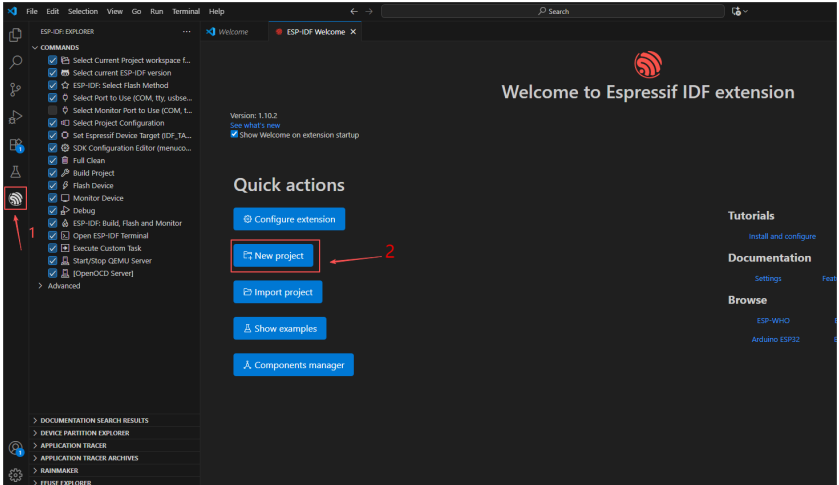 File Edit Selection View Go Run Terminal Help
Search
ESP-IDF: EXPLORER
Welcome
ESP-IDF Welcome
COMMANDS
Select Current Project workspace f...
Select current ESP-IDF version
ESP-IDF: Select Flash Method
Select Port to Use (COM, tty, usbse...
Select Monitor Port to Use (COM, t...
Select Project Configuration
Set Espressif Device Target (IDF_TA...
SDK Configuration Editor (menuco...
Full Clean
Build Project
Flash Device
Monitor Device
Debug
ESP-IDF: Build, Flash and Monitor
Open ESP-IDF Terminal
Execute Custom Task
Start/Stop QEMU Server
[OpenOCD Server]
Advanced
1
1
1
DOCUMENTATION SEARCH RESULTS
DEVICE PARTITION EXPLORER
APPLICATION TRACER
APPLICATION TRACER ARCHIVES
RAINMAKER
EFUSE EXPLORER
Welcome to Espressif IDF extension
Version: 1.10.2
See what's new
Show Welcome on extension startup
Quick actions
Configure extension
New project
2
Import project
Show examples
Components manager
Tutorials
Install and configure
Documentation
Settings
Feat
Browse
ESP-WHO
Arduino ESP32